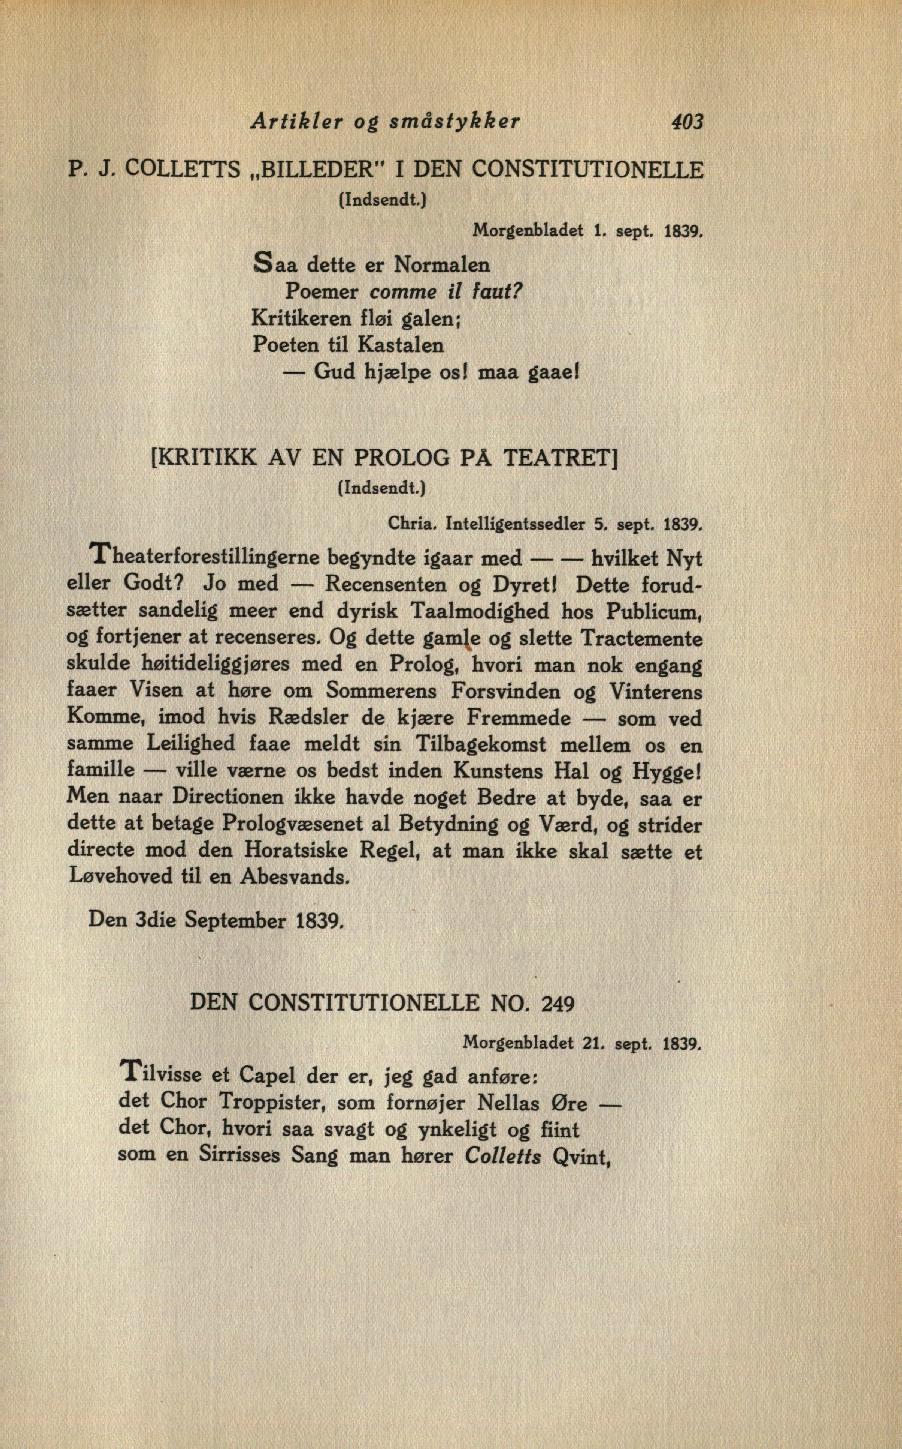 Artikler og småstykker 403
P. J. COLLETTS „BILLEDER" I DEN CONSTITUTIONELLE
(Indsendt.)
Morgenbladet 1. sept. 1839.
Saa dette er Normalen
Poemer comme il faut?
Kritikeren fløi galen;
Poeten til Kastalen
— Gud hjælpe os! maa gaae!
[KRITIKK AV EN PROLOG PÅ TEATRET]
(Indsendt.)
Chria. Intelligentssedler 5. sept. 1839.
Theaterforestillingerne begyndte igaar med — — hvilket Nyt
eller Godt? Jo med — Recensenten og Dyret! Dette forud-
sætter sandelig meer end dyrisk Taalmodighed hos Publicum,
og fortjener at recenseres. Og dette gamle og slette Tractemente
skulde høitideliggjøres med en Prolog, hvori man nok engang
faaer Visen at høre om Sommerens Forsvinden og Vinterens
Komme, imod hvis Rædsler de kjære Fremmede — som ved
samme Leilighed faae meldt sin Tilbagekomst mellem os en
famille — ville værne os bedst inden Kunstens Hal og Hygge!
Men naar Directionen ikke havde noget Bedre at byde, saa er
dette at betage Prologvæsenet al Betydning og Værd, og strider
directe mod den Horatsiske Regel, at man ikke skal sætte et
Løvehoved til en Abesvands.
Den 3die September 1839.
DEN CONSTITUTIONELLE NO. 249
Morgenbladet 21. sept. 1839.
Tilvisse et Capel der er, jeg gad anføre:
det Chor Troppister, som fornøjer Nellas Øre —
det Chor, hvori saa svagt og ynkeligt og fiint
som en Sirrisses Sang man hører Colletts Qvint,